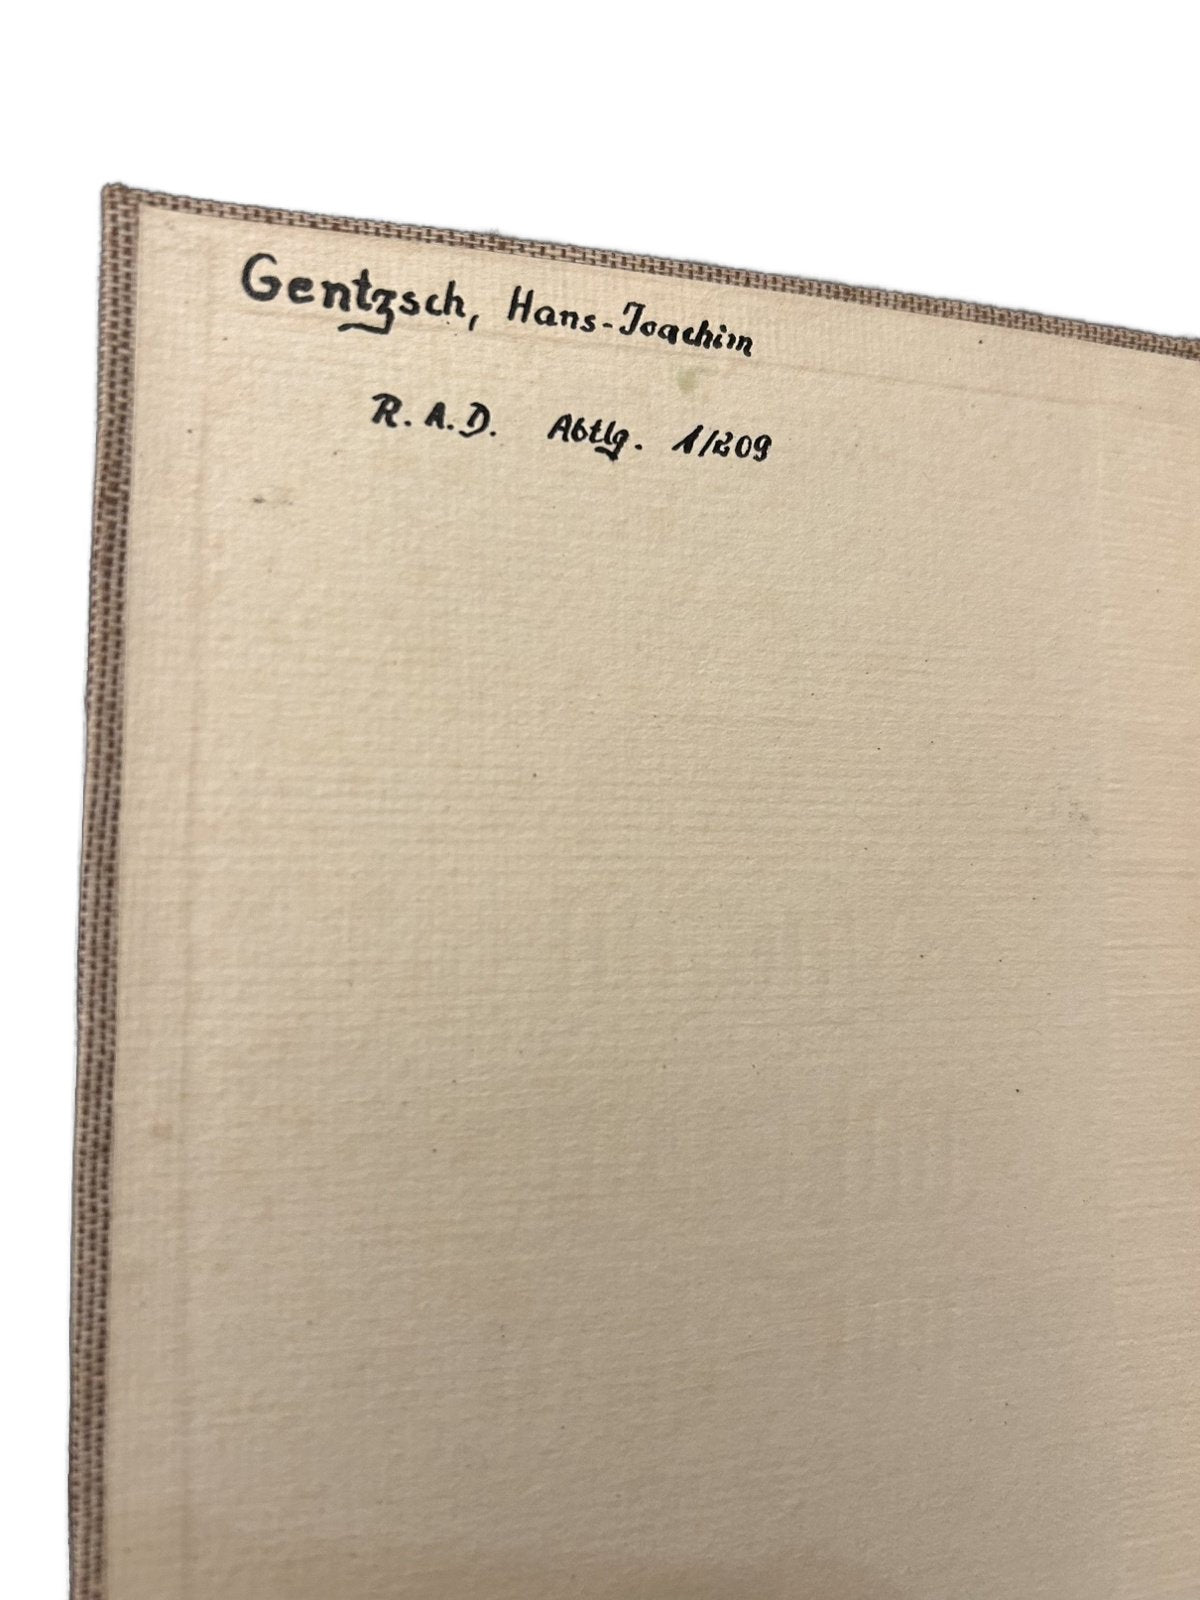 Gentzsch, Hans-Joachim
R.A.D. Abtlg. 1/209